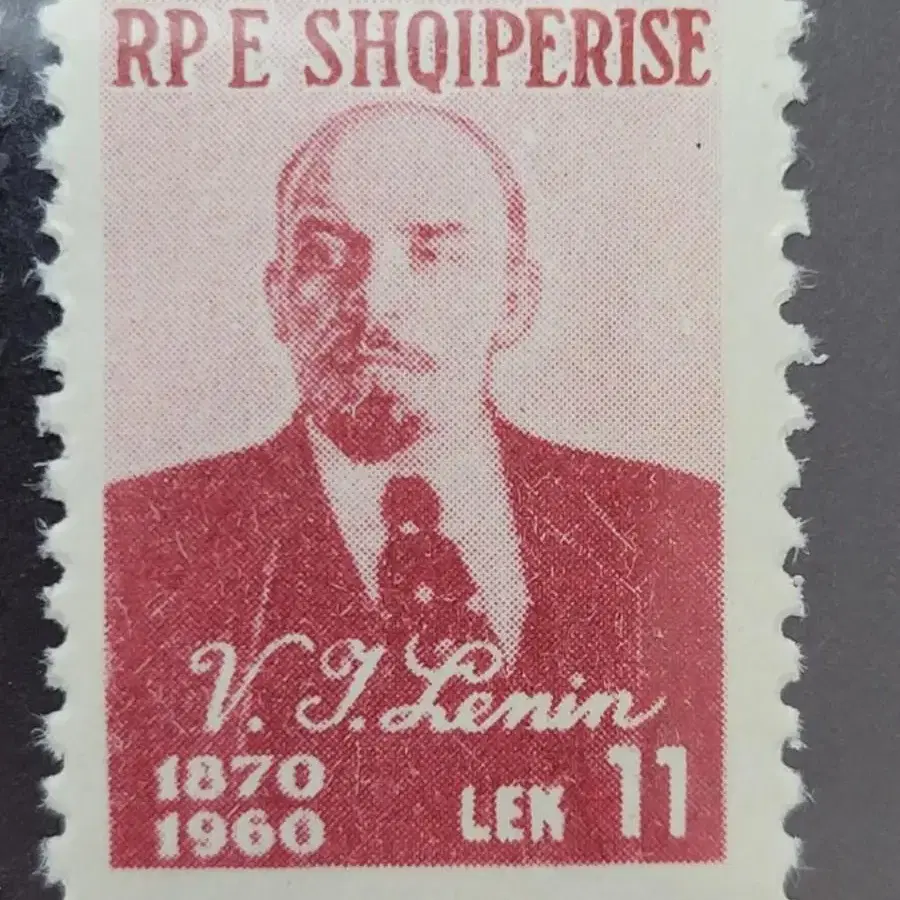 RP E SHQIPERISE
V. J. Lenin
1870
1960
LEK 11